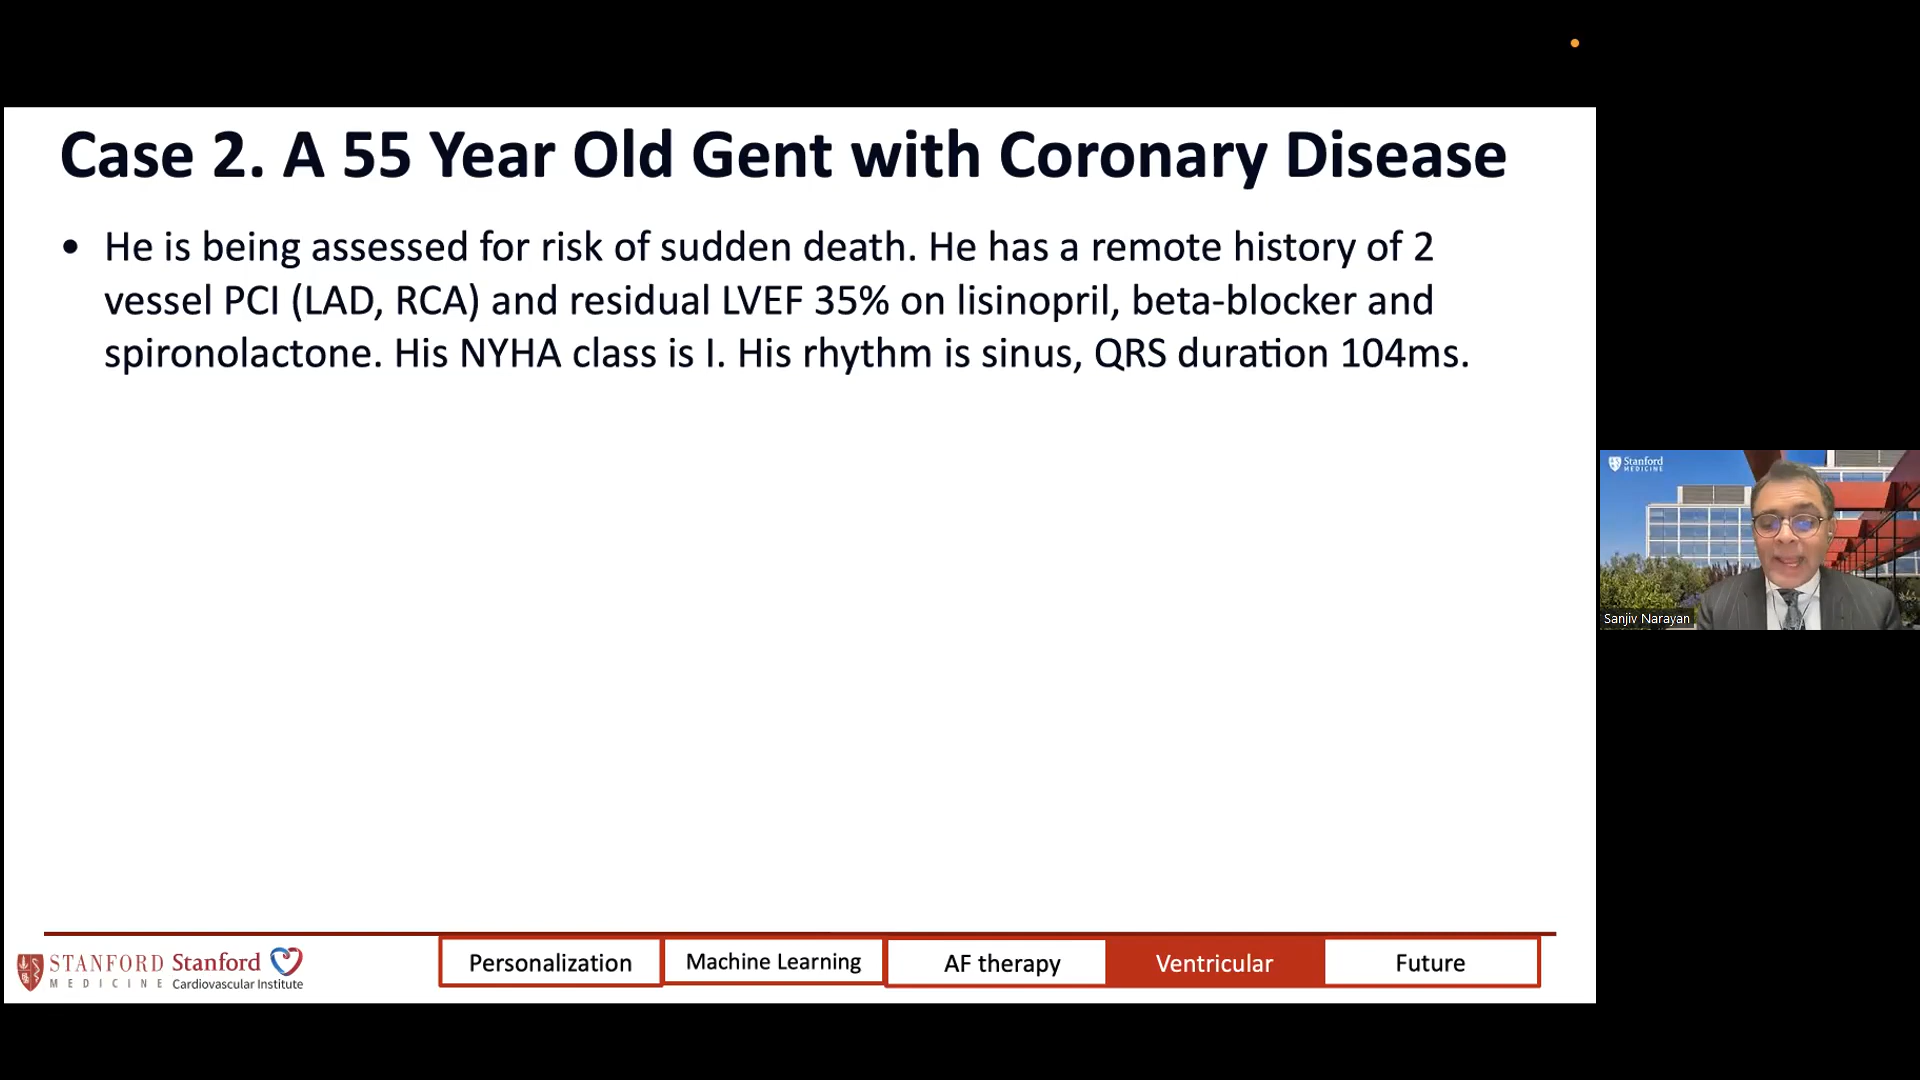 Case 2. A 55 Year Old Gent with Coronary Disease
• He is being assessed for risk of sudden death. He has a remote history of 2
vessel PCI (LAD, RCA) and residual LVEF 35% on lisinopril, beta-blocker and
spironolactone. His NYHA class is I. His rhythm is sinus, QRS duration 104ms.
Stanford
MEDICINE
Sanjiv Narayan
STANFORD
MEDICINE
Stanford
Cardiovascular Institute
Personalization
Machine Learning
AF therapy
Ventricular
Future